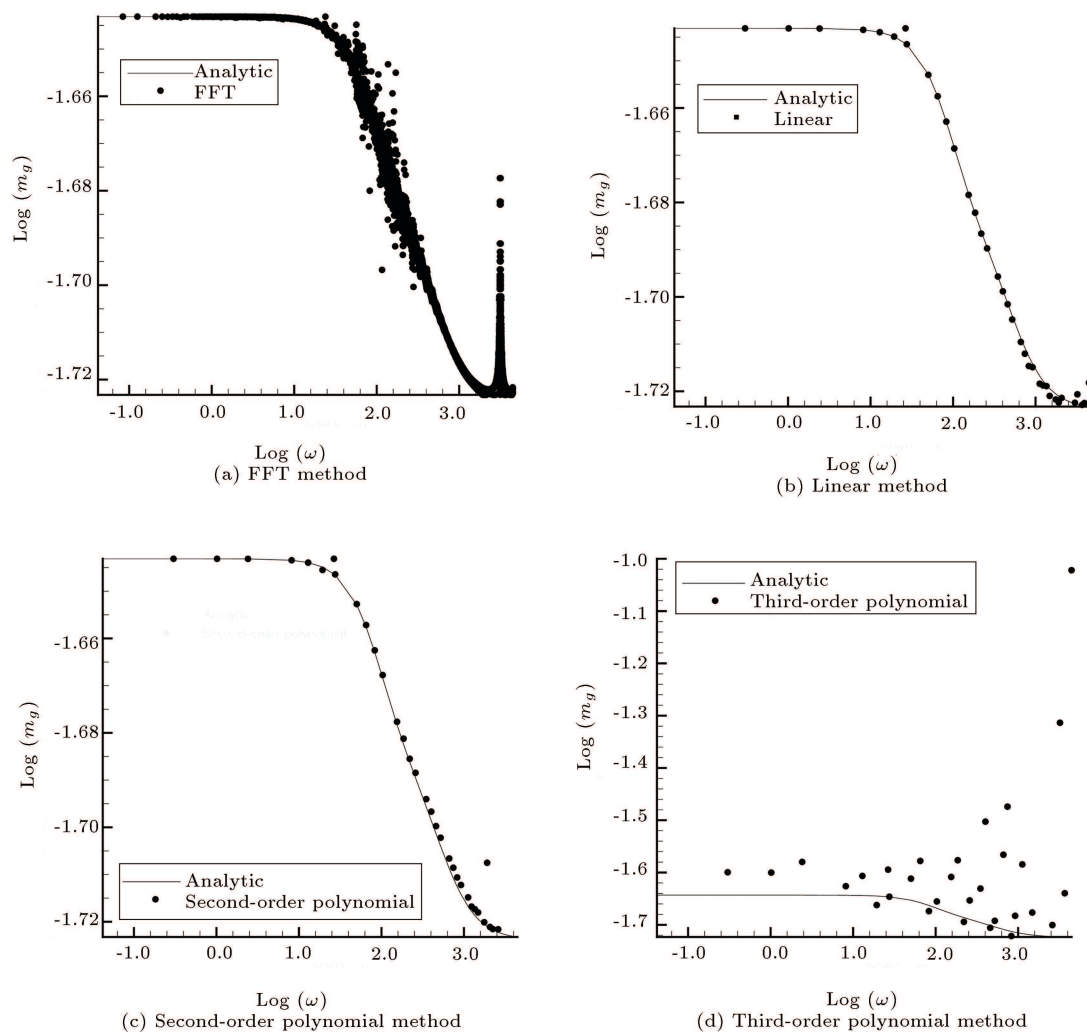 Analytic
FFT
-1.66
-1.68
-1.70
-1.72
Log (m_g)
-1.0 0.0 1.0 2.0 3.0
Log (ω)
(a) FFT method
Analytic
Linear
-1.66
-1.68
-1.70
-1.72
Log (m_g)
-1.0 0.0 1.0 2.0 3.0
Log (ω)
(b) Linear method
Analytic
Second-order polynomial
-1.66
-1.68
-1.70
-1.72
Log (m_g)
Analytic
Second-order polynomial
-1.0 0.0 1.0 2.0 3.0
Log (ω)
(c) Second-order polynomial method
Analytic
Third-order polynomial
-1.0
-1.1
-1.2
-1.3
-1.4
-1.5
-1.6
-1.7
Log (m_g)
-1.0 0.0 1.0 2.0 3.0
Log (ω)
(d) Third-order polynomial method